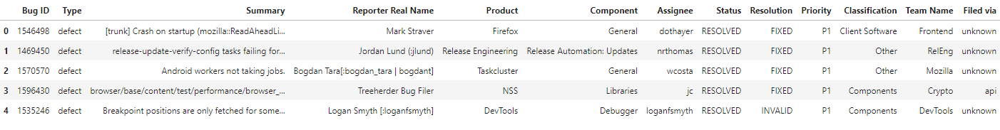 Bug ID Type Summary Reporter Real Name Product Component Assignee Status Resolution Priority Classification Team Name Filed via
0 1546498 defect [trunk] Crash on startup (mozilla::ReadAheadLi... Mark Straver Firefox General dothayer RESOLVED FIXED P1 Client Software Frontend unknown
1 1469450 defect release-update-verify-config tasks failing for... Jordan Lund (:jlund) Release Engineering Release Automation: Updates nrthomas RESOLVED FIXED P1 Other RelEng unknown
2 1570570 defect Android workers not taking jobs. Bogdan Tara[:bogdan_tara | bogdant] Taskcluster General wcosta RESOLVED FIXED P1 Other Mozilla unknown
3 1596430 defect browser/base/content/test/performance/browser_... Treeherder Bug Filer NSS Libraries jc RESOLVED FIXED P1 Components Crypto api
4 1535246 defect Breakpoint positions are only fetched for some... Logan Smyth [:loganfsmyth] DevTools Debugger loganfsmyth RESOLVED INVALID P1 Components DevTools unknown